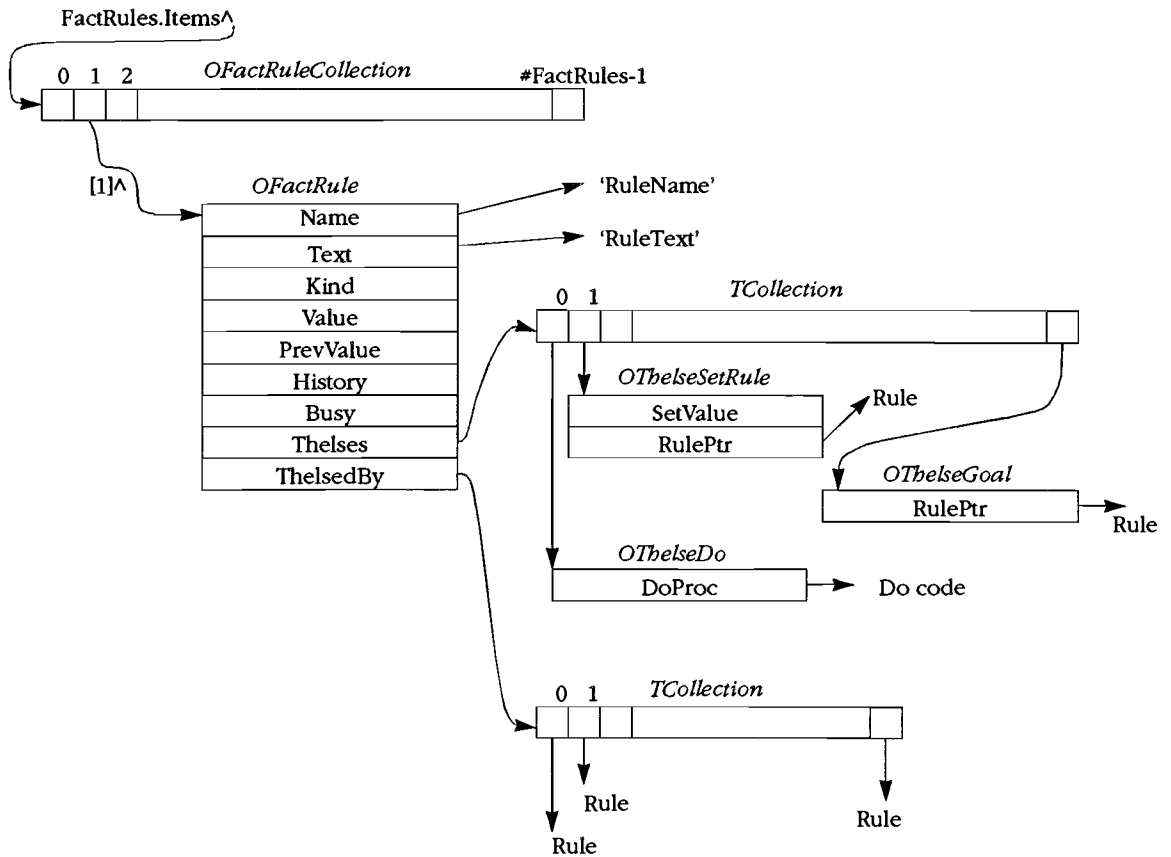 FactRules.Items^
0 1 2 OFactRuleCollection #FactRules-1
[1]^
OFactRule
Name
Text
Kind
Value
PrevValue
History
Busy
Thelses
ThelsedBy
‘RuleName’
‘RuleText’
0 1 TCollection
OThelseSetRule
SetValue
RulePtr
Rule
OThelseGoal
RulePtr
Rule
OThelseDo
DoProc
Do code
0 1 TCollection
Rule
Rule
Rule